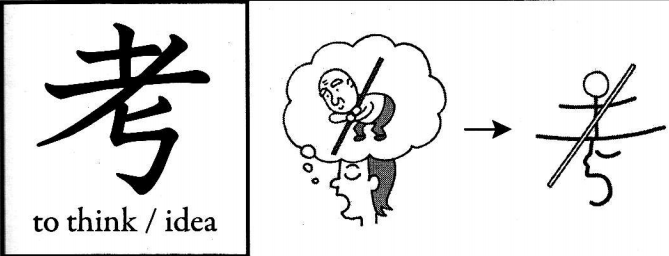 考
to think / idea